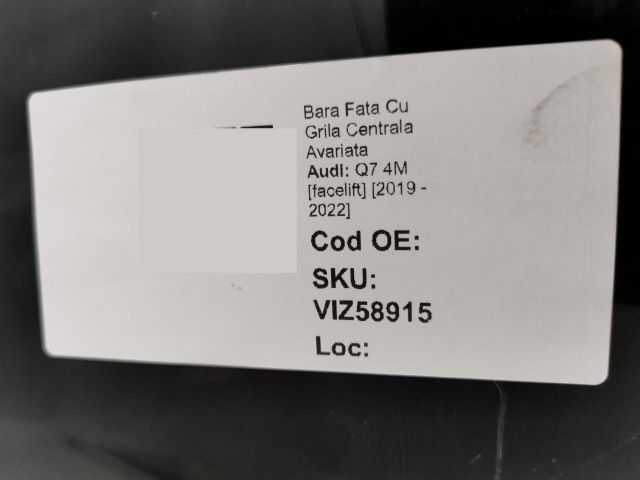 Bara Fata Cu
Grila Centrala
Avariata
Audi: Q7 4M
[facelift] [2019 -
2022]
Cod OE:
SKU:
VIZ58915
Loc: